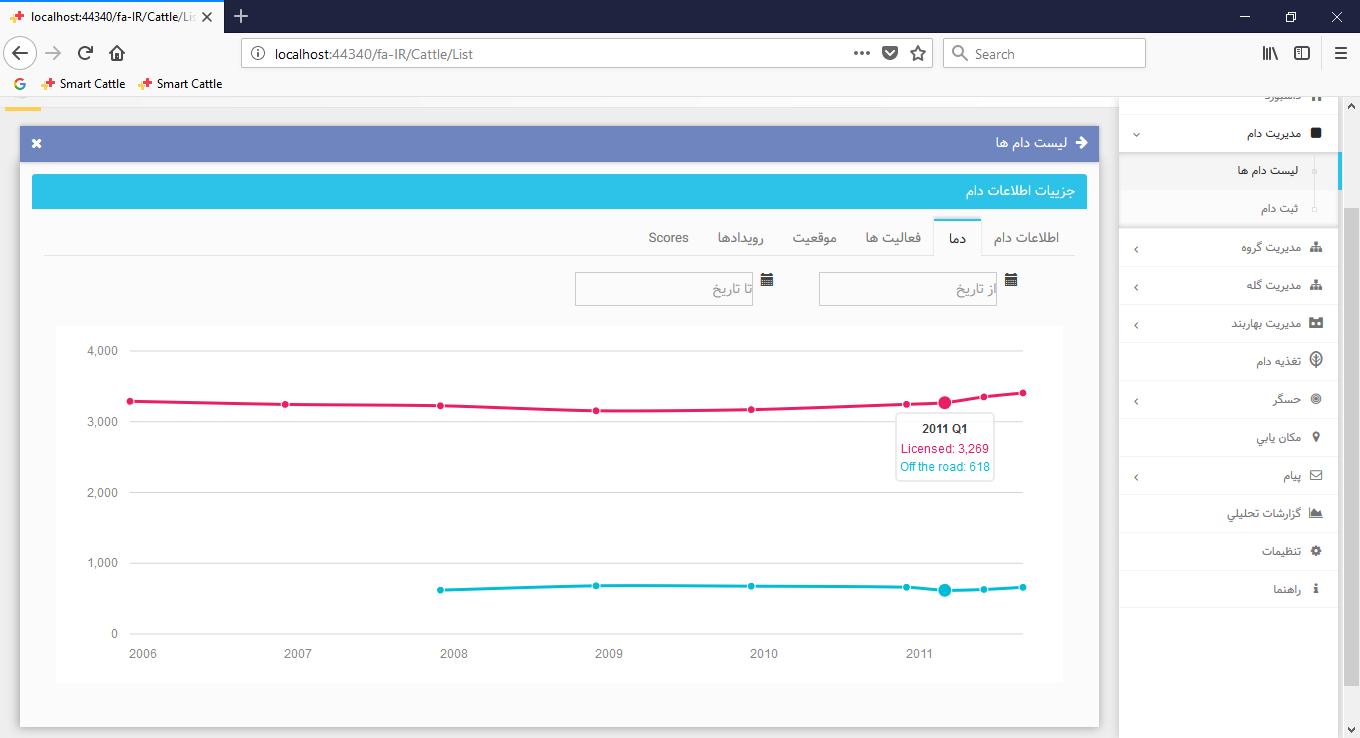 localhost:44340/fa-IR/Cattle/Lis
localhost:44340/fa-IR/Cattle/List
Search
Smart Cattle
Smart Cattle
داشبورد
مدیریت دام
لیست دام ها
ثبت دام
مدیریت گروه
مدیریت گله
مدیریت بهاربند
تغذیه دام
حسگر
مکان یابي
پیام
گزارشات تحلیلي
تنظیمات
راهنما
لیست دام ها
جزییات اطلاعات دام
اطلاعات دام
دما
فعالیت ها
موقعیت
رویدادها
Scores
از تاریخ
تا تاریخ
4,000
3,000
2,000
1,000
0
2006
2007
2008
2009
2010
2011
2011 Q1
Licensed: 3,269
Off the road: 618